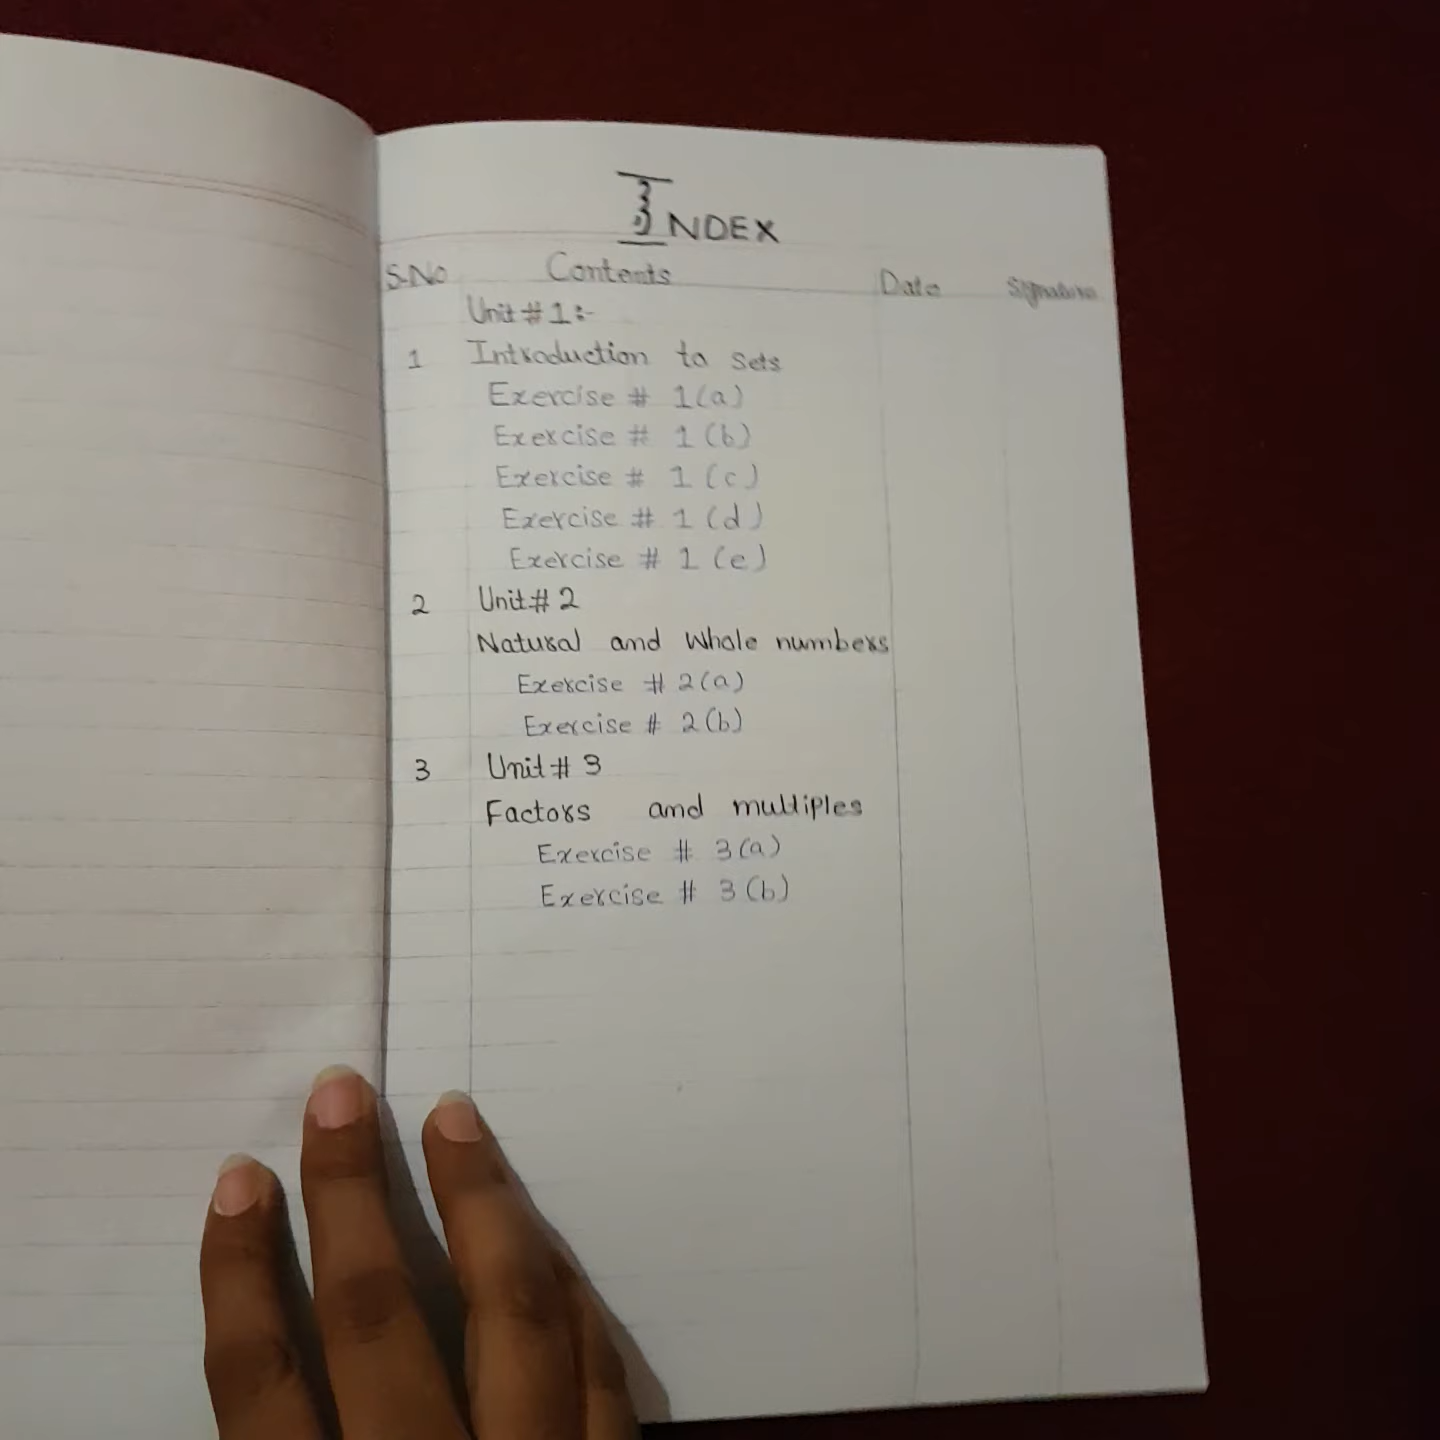 INDEX
S.No Contents Date Signature
Unit # 1:-
1 Introduction to Sets
Exercise # 1(a)
Exercise # 1(b)
Exercise # 1(c)
Exercise # 1(d)
Exercise # 1(e)
2 Unit # 2
Natural and Whole numbers
Exercise # 2(a)
Exercise # 2(b)
3 Unit # 3
Factors and multiples
Exercise # 3(a)
Exercise # 3(b)